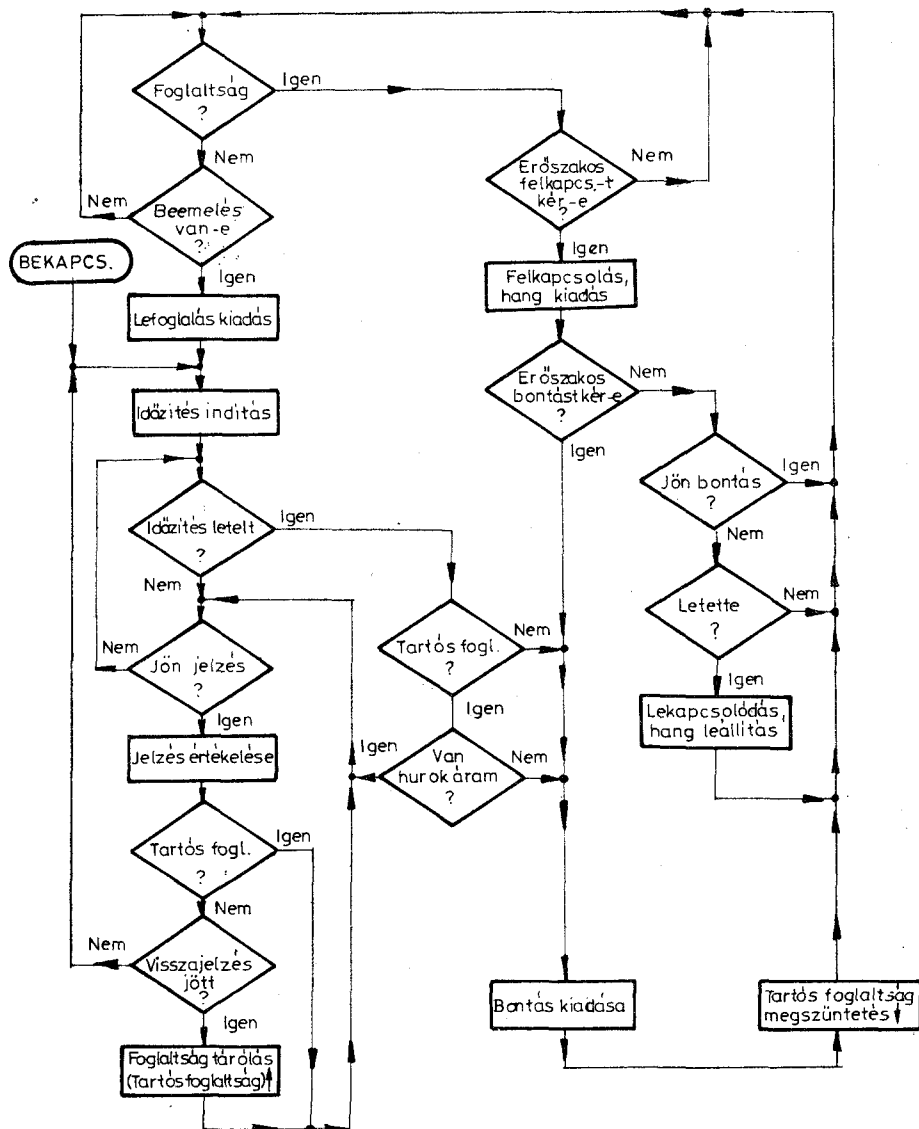 Foglaltság
?
Igen
Nem
Beemelés
van-e
?
Nem
Igen
BEKAPCS.
Lefoglalás kiadás
Időzítés indítás
Időzítés letelt
?
Igen
Nem
Jön jelzés
?
Nem
Igen
Jelzés értékelése
Tartós fogl.
?
Igen
Nem
Visszajelzés
jött
?
Nem
Igen
Foglaltság tárolás
(Tartós foglaltság)↑
Erőszakos
felkapcs.-t
kér-e
?
Nem
Igen
Felkapcsolás,
hang kiadás
Erőszakos
bontást kér-e
?
Nem
Igen
Tartós fogl.
?
Nem
Igen
Van
hurokáram
?
Igen
Nem
Bontás kiadása
Jön bontás
?
Igen
Nem
Letette
?
Nem
Igen
Lekapcsolódás,
hang leállítás
Tartós foglaltság
megszüntetés ↓